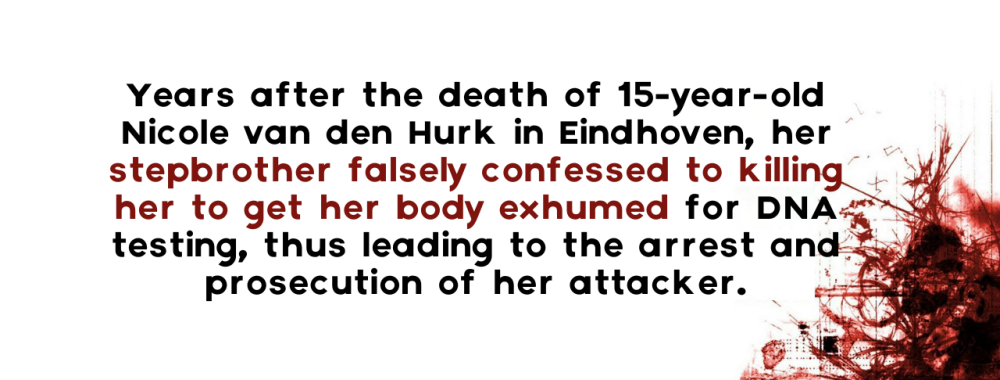 Years after the death of 15-year-old
Nicole van den Hurk in Eindhoven, her
stepbrother falsely confessed to killing
her to get her body exhumed for DNA
testing, thus leading to the arrest and
prosecution of her attacker.